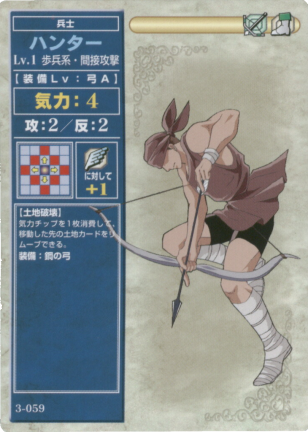 兵士
ハンター
Lv.1 歩兵系・間接攻撃
【装備Lv：弓A】
気力：4
攻：2／反：2
に対して
+1
【土地破壊】
気力チップを1枚消費して、
移動した先の土地カードをリ
ムーブできる。
装備：鋼の弓
3-059